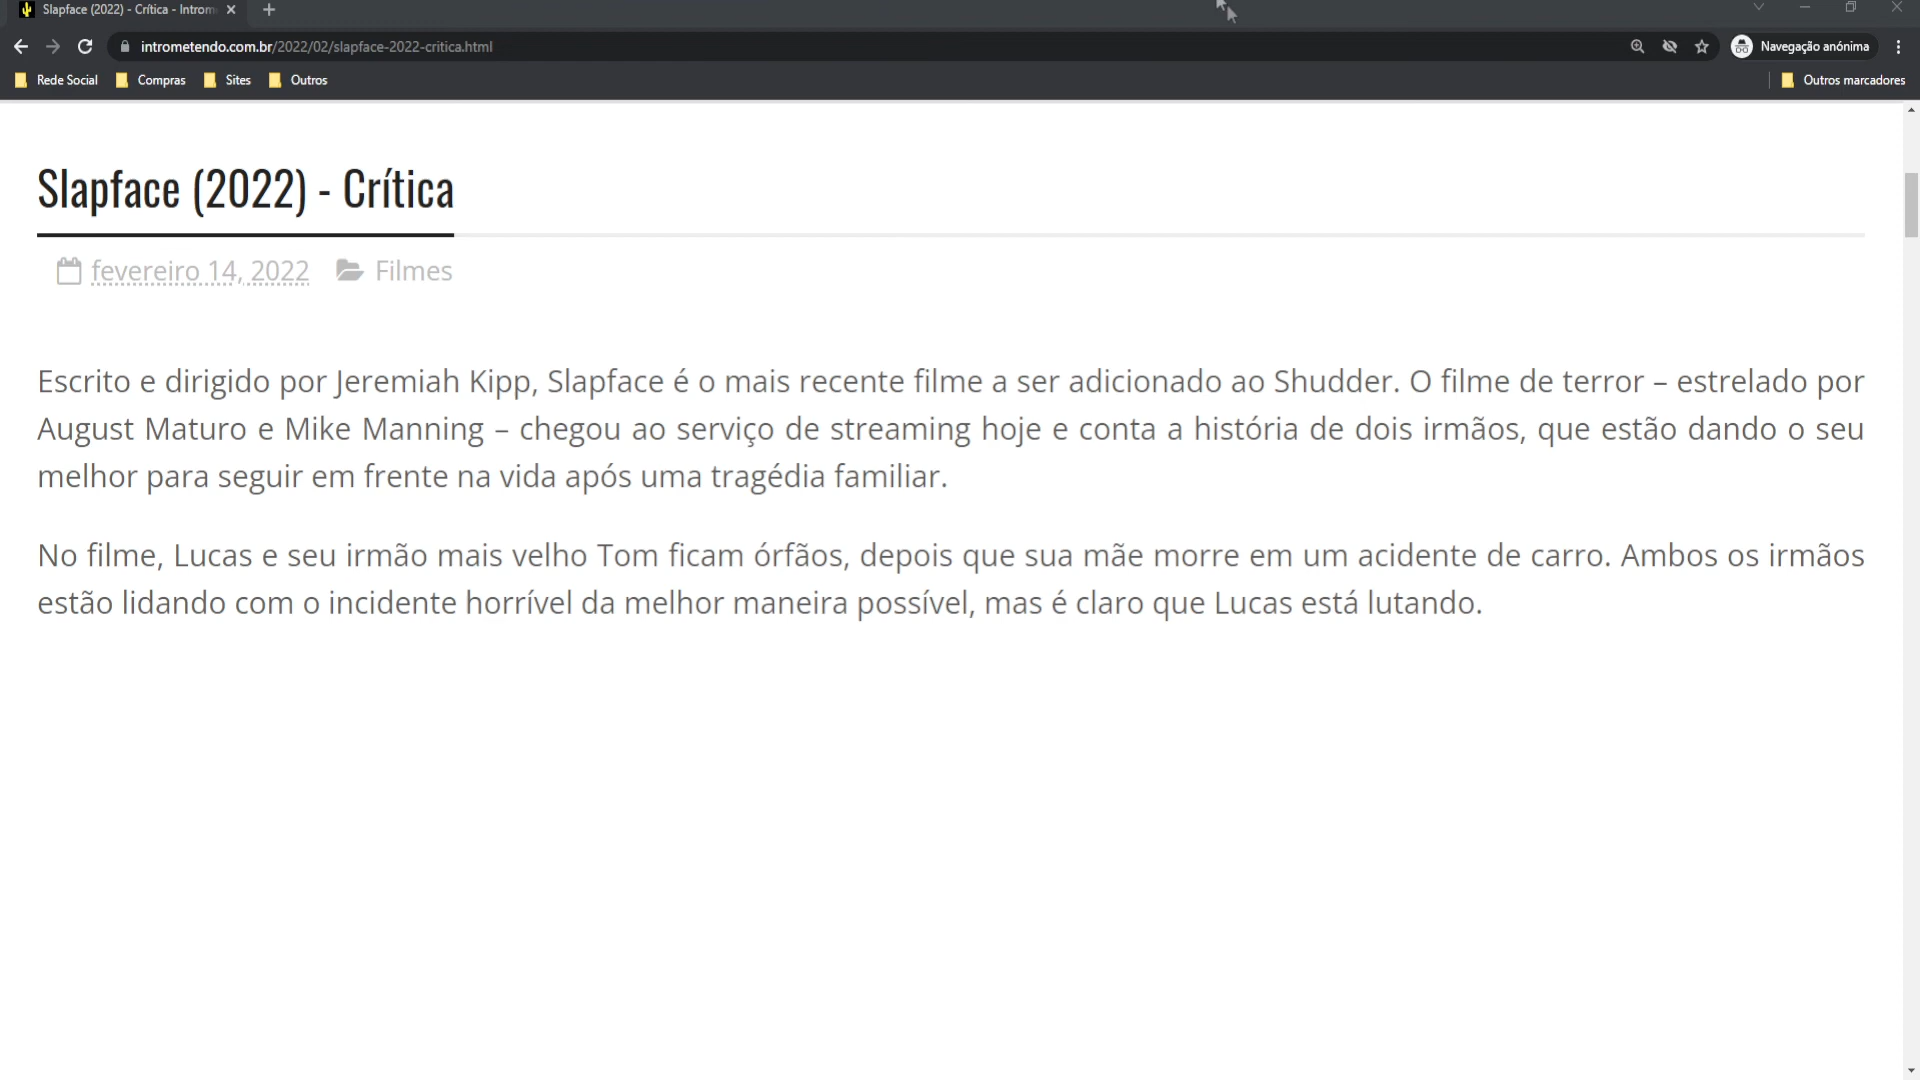 Slapface (2022) - Crítica - Introm
intrometendo.com.br/2022/02/slapface-2022-critica.html
Navegação anónima
Rede Social
Compras
Sites
Outros
Outros marcadores
Slapface (2022) - Crítica
fevereiro 14, 2022
Filmes
Escrito e dirigido por Jeremiah Kipp, Slapface é o mais recente filme a ser adicionado ao Shudder. O filme de terror – estrelado por
August Maturo e Mike Manning – chegou ao serviço de streaming hoje e conta a história de dois irmãos, que estão dando o seu
melhor para seguir em frente na vida após uma tragédia familiar.
No filme, Lucas e seu irmão mais velho Tom ficam órfãos, depois que sua mãe morre em um acidente de carro. Ambos os irmãos
estão lidando com o incidente horrível da melhor maneira possível, mas é claro que Lucas está lutando.